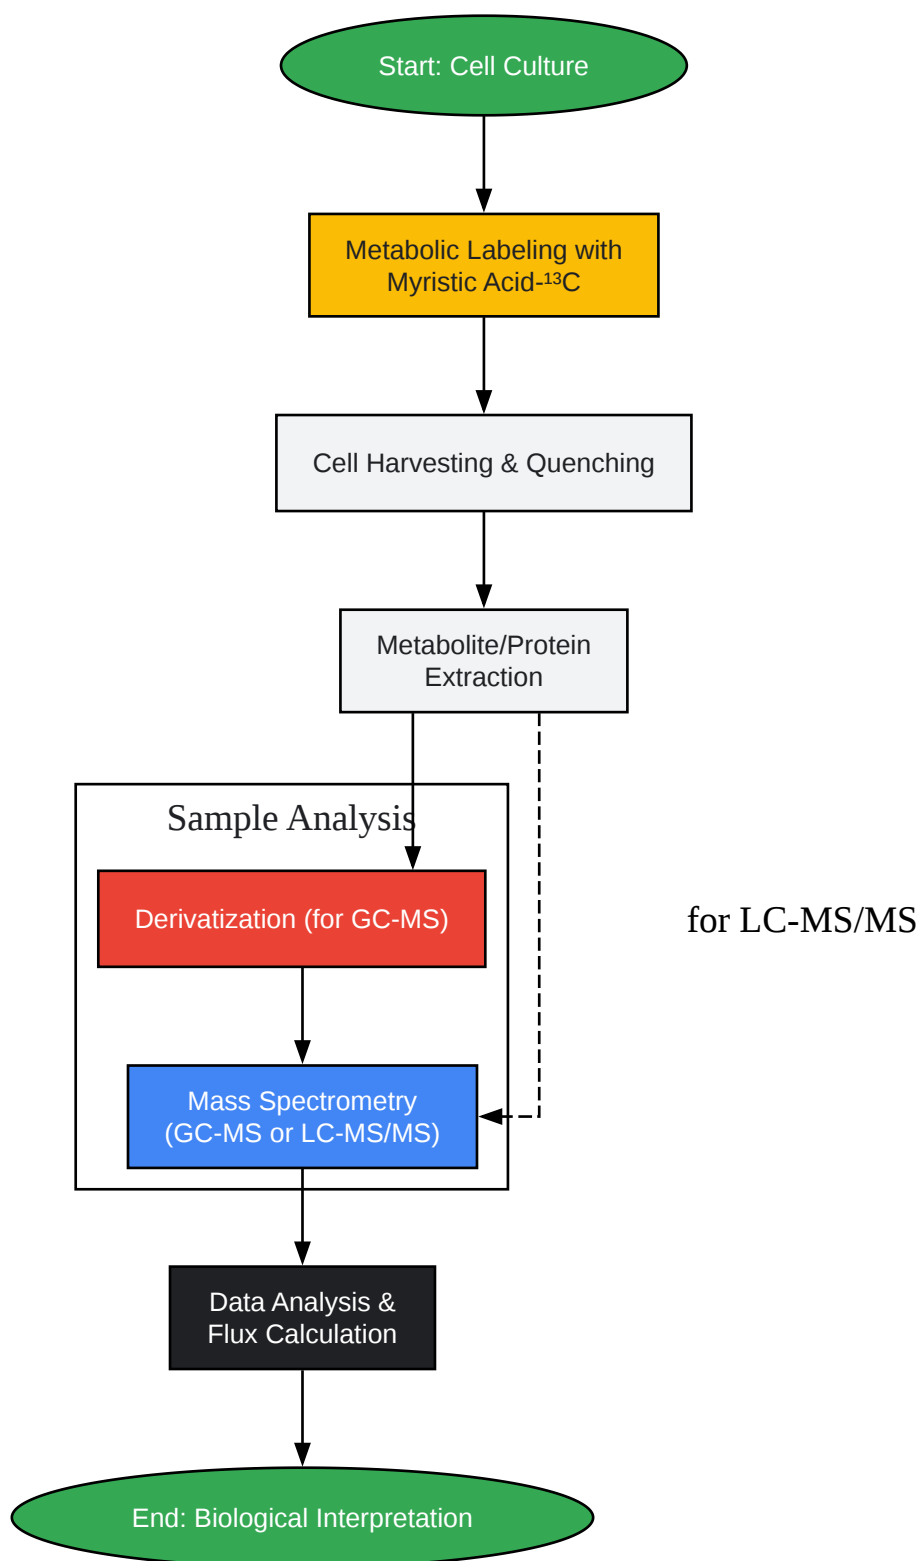 Start: Cell Culture
Metabolic Labeling with
Myristic Acid-¹³C
Cell Harvesting & Quenching
Metabolite/Protein
Extraction
Sample Analysis
Derivatization (for GC-MS)
for LC-MS/MS
Mass Spectrometry
(GC-MS or LC-MS/MS)
Data Analysis &
Flux Calculation
End: Biological Interpretation